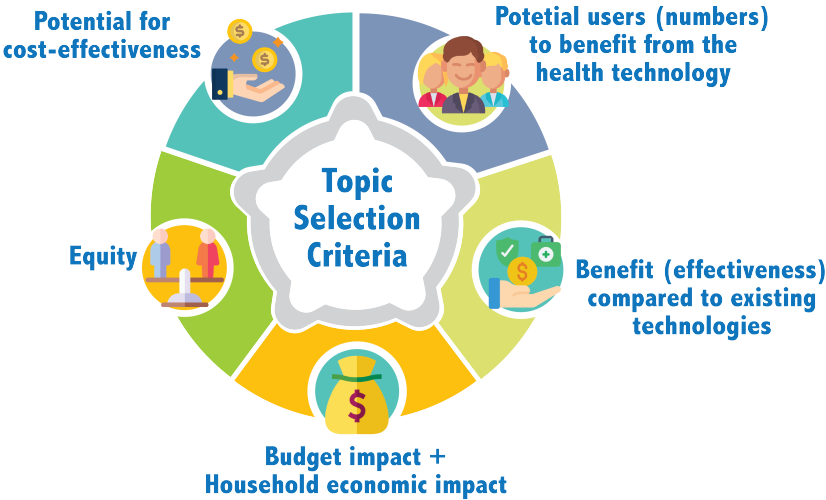 Potential for
cost-effectiveness
Potetial users (numbers)
to benefit from the
health technology
Topic
Selection
Criteria
Equity
Benefit (effectiveness)
compared to existing
technologies
Budget impact +
Household economic impact
$
$
$
$